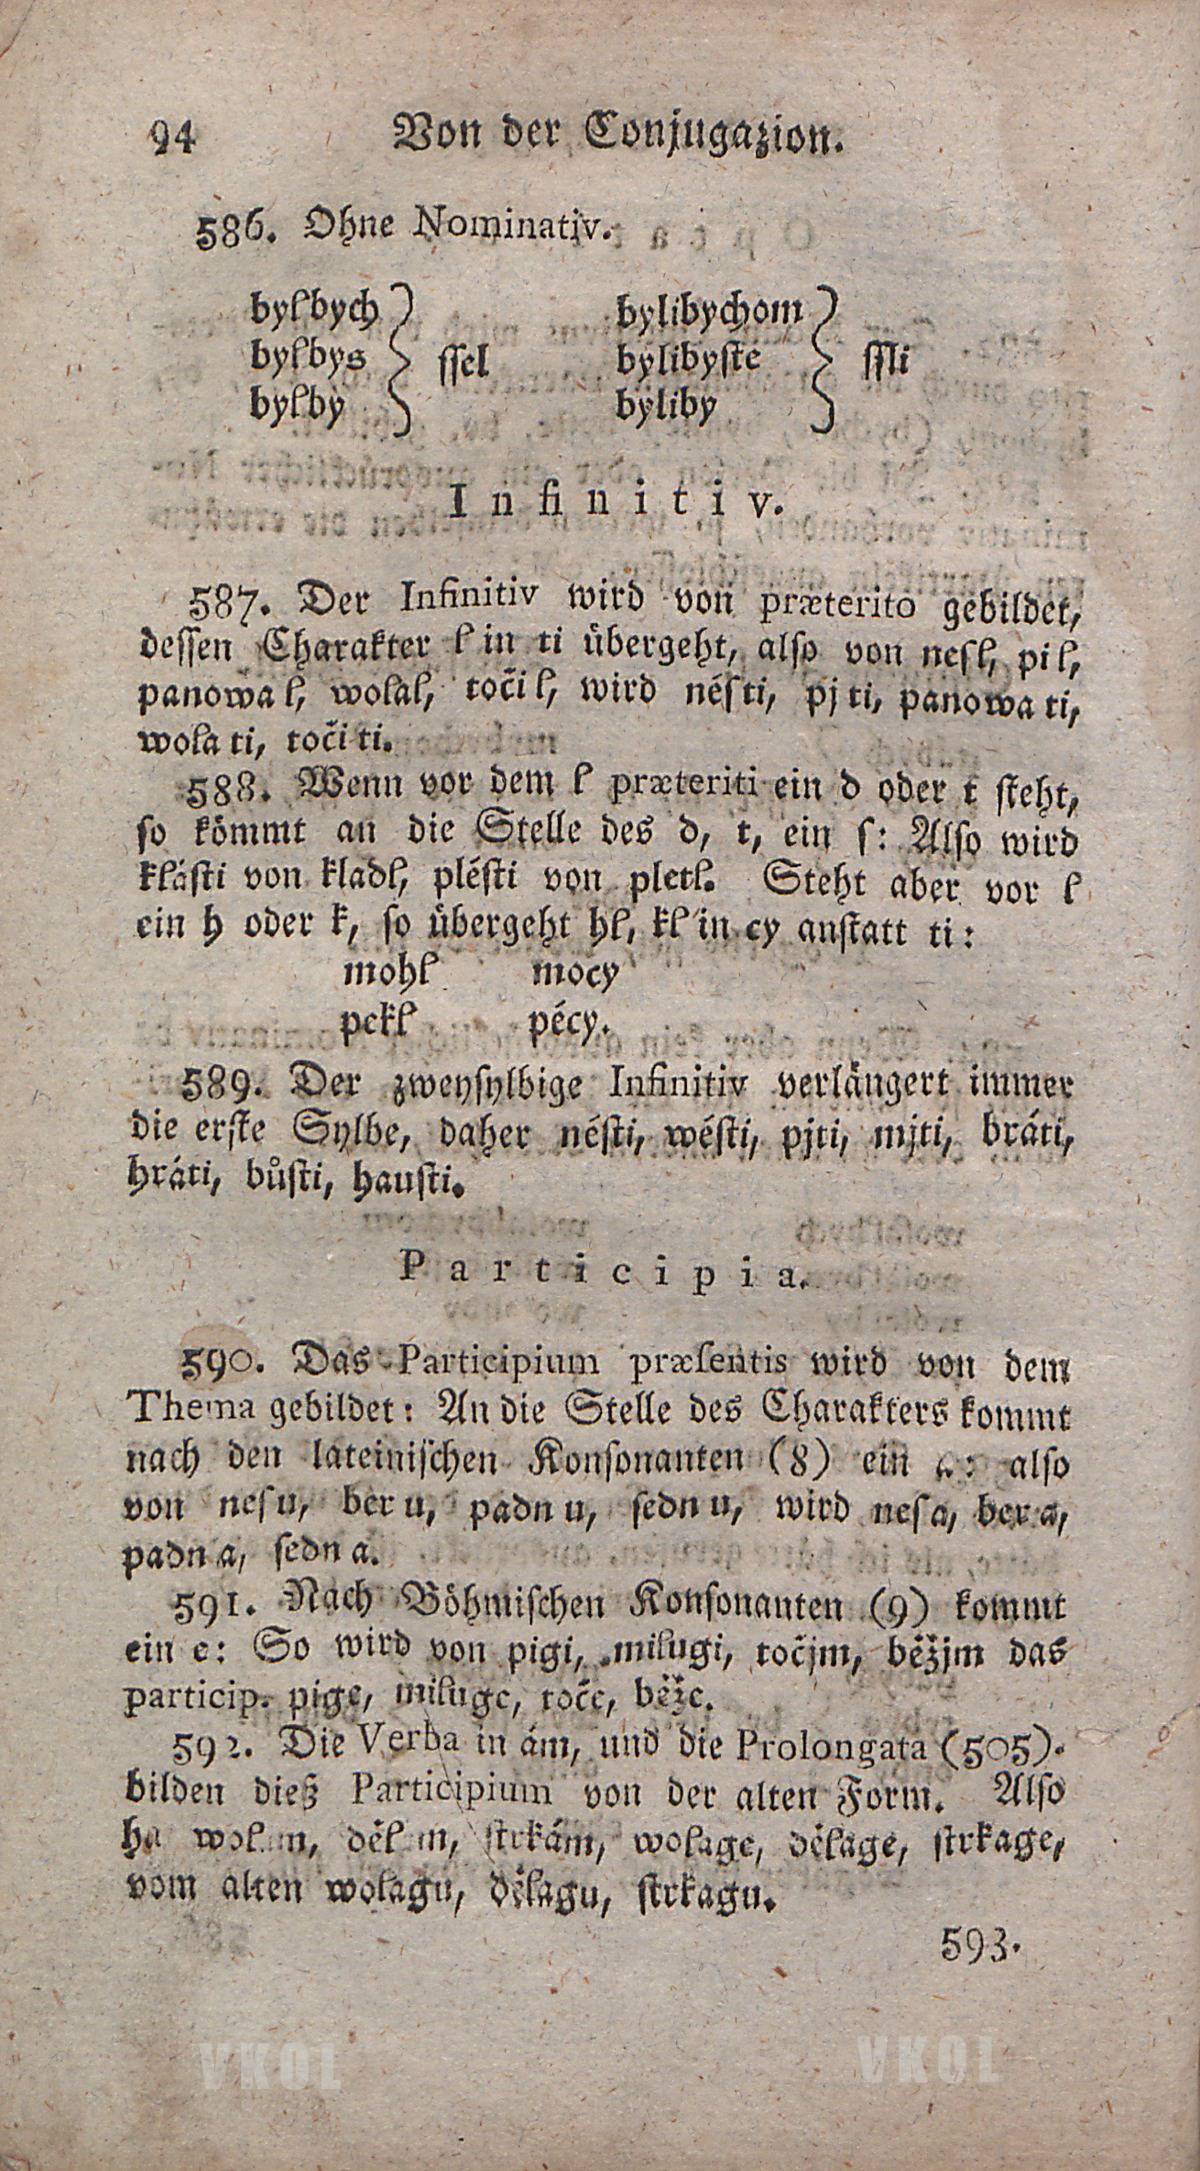 94 Von der Conjugazion.
586. Ohne Nominativ.
bylbych bylibychom
bylbys ssel bylibyste ssli
bylby byliby
Infinitiv.
587. Der Infinitiv wird von præterito gebildet,
dessen Charakter l in ti übergeht, also von nesl, pil,
panowal, wolal, točil, wird nésti, pjti, panowati,
wolati, točiti.
588. Wenn vor dem l præteriti ein d oder t steht,
so kömmt an die Stelle des d, t, ein s: Also wird
klásti von kladl, plésti von pletl. Steht aber vor l
ein h oder k, so übergeht hl, kl in cy anstatt ti:
mohl mocy
pekl pécy.
589. Der zweysylbige Infinitiv verlängert immer
die erste Sylbe, daher nésti, wésti, pjti, mjti, bráti,
hráti, bůsti, hausti.
Participia.
590. Das Participium præsentis wird von dem
Thema gebildet: An die Stelle des Charakters kommt
nach den lateinischen Konsonanten (8) ein a: also
von nesu, beru, padnu, sednu, wird nesa, bera,
padna, sedna.
591. Nach Böhmischen Konsonanten (9) kommt
ein e: So wird von pigi, milugi, točjm, běžjm das
particip. pige, miluge, toče, běže.
592. Die Verba in ám, und die Prolongata (505)
bilden dieß Participium von der alten Form. Also
strkám, wolage, dělage, strkage,
vom alten wolagu, dělagu, strkagu.
593.
VKOL VKOL